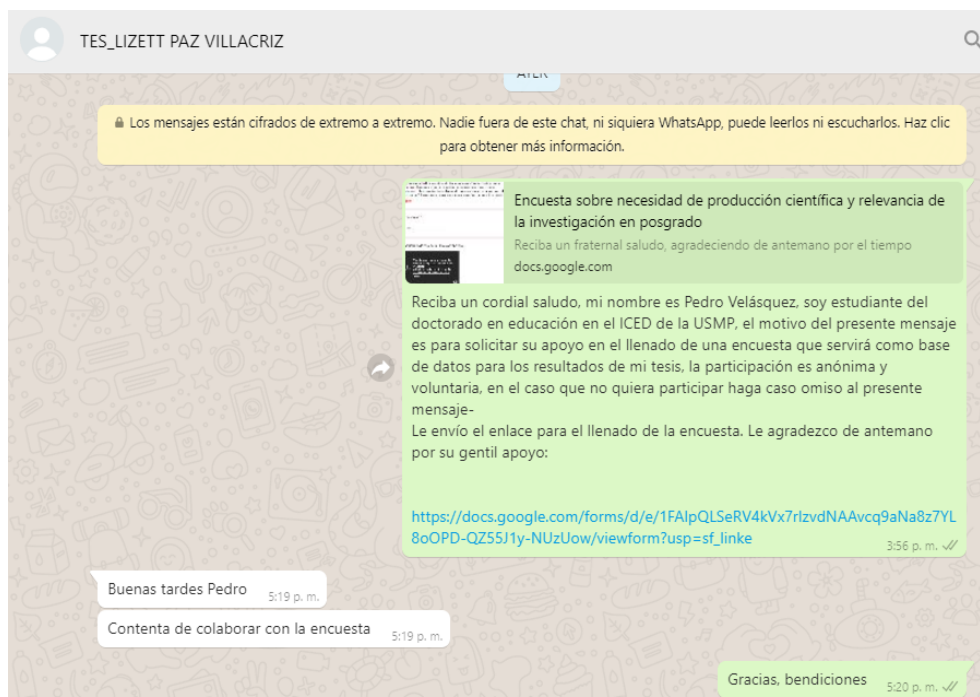 TES_LIZETT PAZ VILLACRIZ
AYER
Los mensajes están cifrados de extremo a extremo. Nadie fuera de este chat, ni siquiera WhatsApp, puede leerlos ni escucharlos. Haz clic
para obtener más información.
Encuesta sobre necesidad de producción científica y relevancia de
la investigación en posgrado
Reciba un fraternal saludo, agradeciendo de antemano por el tiempo
docs.google.com
Reciba un cordial saludo, mi nombre es Pedro Velásquez, soy estudiante del
doctorado en educación en el ICED de la USMP, el motivo del presente mensaje
es para solicitar su apoyo en el llenado de una encuesta que servirá como base
de datos para los resultados de mi tesis, la participación es anónima y
voluntaria, en el caso que no quiera participar haga caso omiso al presente
mensaje-
Le envío el enlace para el llenado de la encuesta. Le agradezco de antemano
por su gentil apoyo:
https://docs.google.com/forms/d/e/1FAIpQLSeRV4kVx7rIzvdNAAvcq9aNa8z7YL
8oOPD-QZ55J1y-NUzUow/viewform?usp=sf_linke
3:56 p. m.
Buenas tardes Pedro 5:19 p. m.
Contenta de colaborar con la encuesta 5:19 p. m.
Gracias, bendiciones 5:20 p. m.